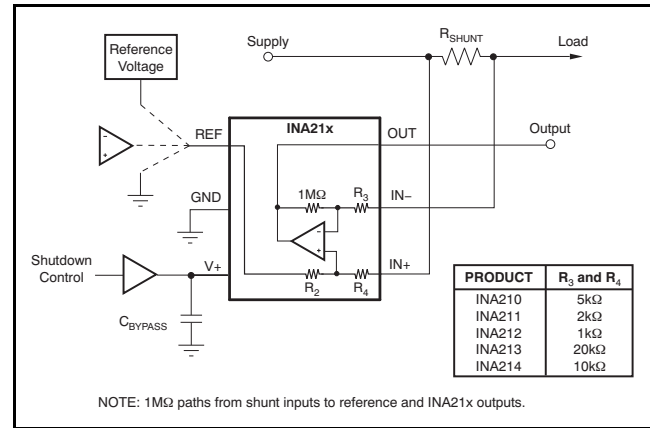 Reference
Voltage
Supply
R_SHUNT
Load
REF
INA21x
OUT
Output
GND
1MΩ
R3
IN−
Shutdown
Control
V+
R2
R4
IN+
C_BYPASS
PRODUCT R3 and R4
INA210 5kΩ
INA211 2kΩ
INA212 1kΩ
INA213 20kΩ
INA214 10kΩ
NOTE: 1MΩ paths from shunt inputs to reference and INA21x outputs.